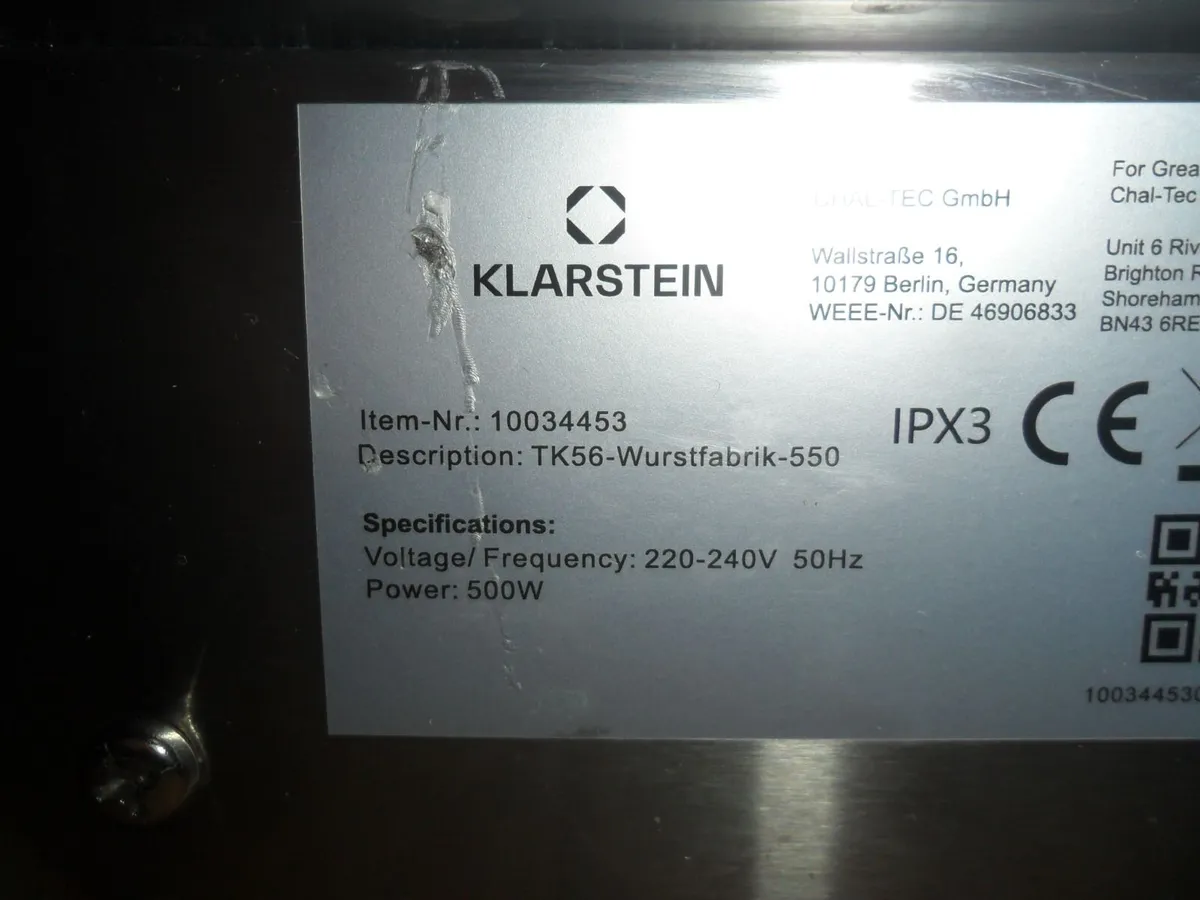 KLARSTEIN
CHAL-TEC GmbH
Wallstraße 16,
10179 Berlin, Germany
WEEE-Nr.: DE 46906833
For Grea
Chal-Tec
Unit 6 Riv
Brighton R
Shoreham
BN43 6RE
Item-Nr.: 10034453
Description: TK56-Wurstfabrik-550
IPX3 CE
Specifications:
Voltage/ Frequency: 220-240V 50Hz
Power: 500W
100344530